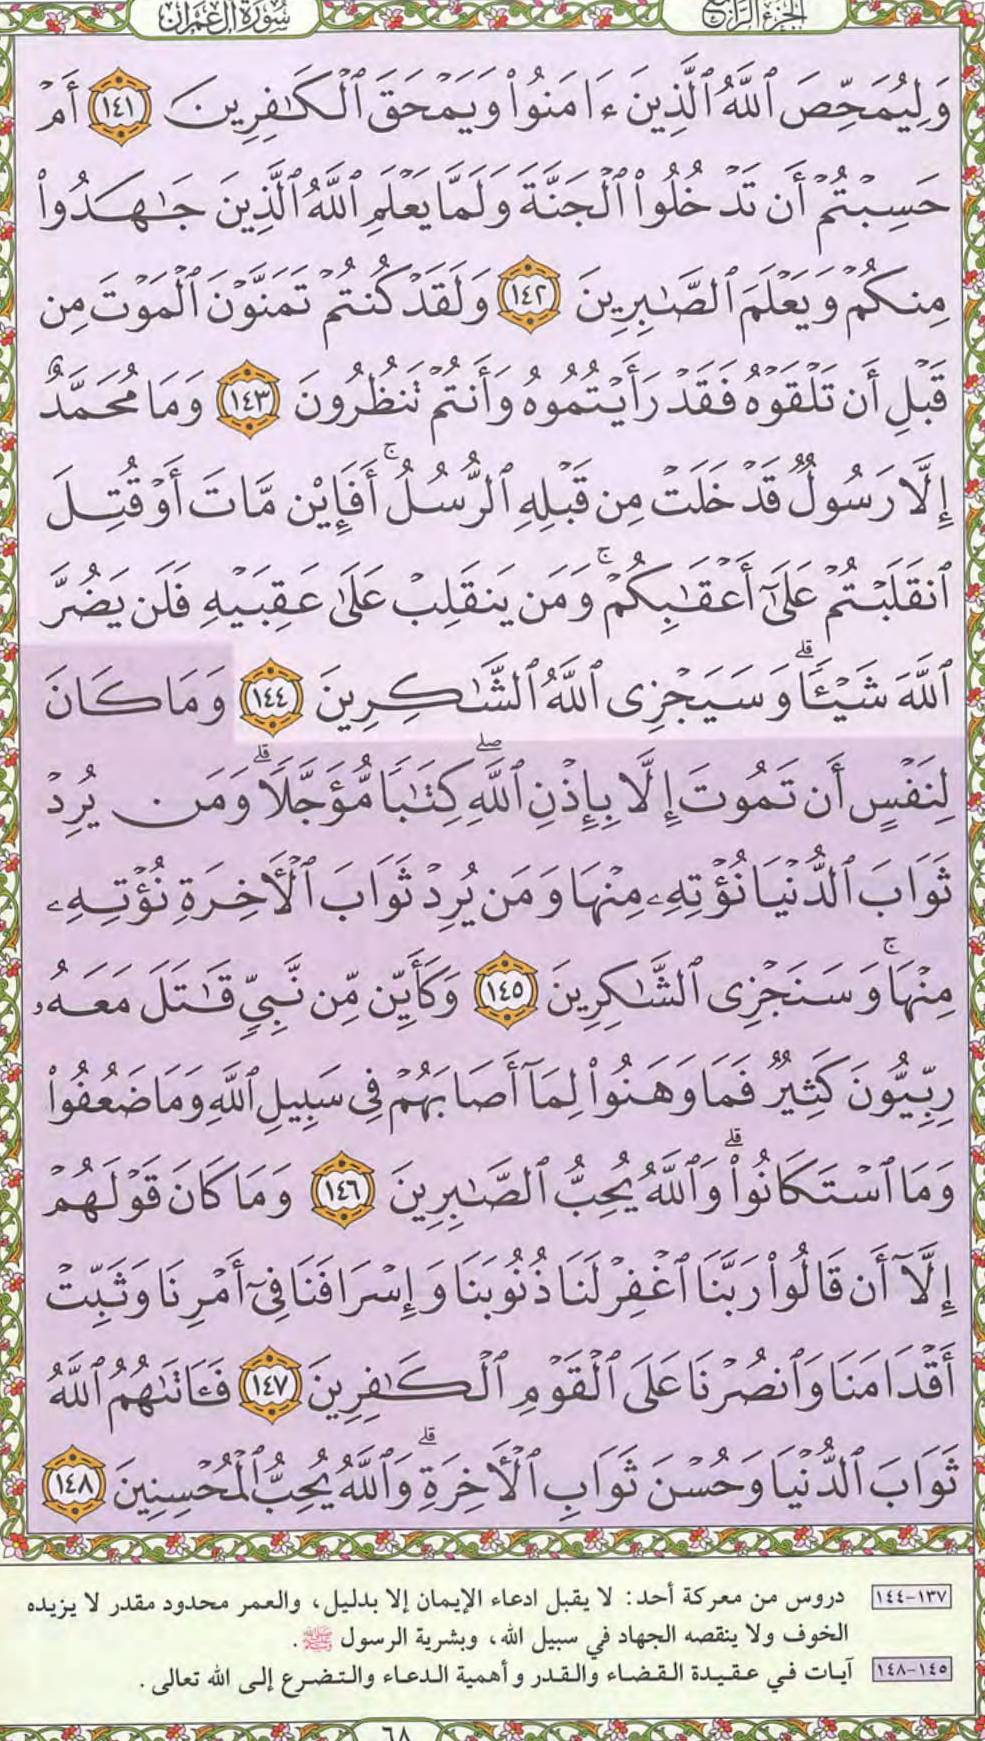 الجزء الرابع
سورة آل عمران
وَلِيُمَحِّصَ ٱللَّهُ ٱلَّذِينَ ءَامَنُوا۟ وَيَمْحَقَ ٱلْكَـٰفِرِينَ ١٤١ أَمْ
حَسِبْتُمْ أَن تَدْخُلُوا۟ ٱلْجَنَّةَ وَلَمَّا يَعْلَمِ ٱللَّهُ ٱلَّذِينَ جَـٰهَدُوا۟
مِنكُمْ وَيَعْلَمَ ٱلصَّـٰبِرِينَ ١٤٢ وَلَقَدْ كُنتُمْ تَمَنَّوْنَ ٱلْمَوْتَ مِن
قَبْلِ أَن تَلْقَوْهُ فَقَدْ رَأَيْتُمُوهُ وَأَنتُمْ تَنظُرُونَ ١٤٣ وَمَا مُحَمَّدٌ
إِلَّا رَسُولٌ قَدْ خَلَتْ مِن قَبْلِهِ ٱلرُّسُلُ ۚ أَفَإِي۟ن مَّاتَ أَوْ قُتِلَ
ٱنقَلَبْتُمْ عَلَىٰٓ أَعْقَـٰبِكُمْ ۚ وَمَن يَنقَلِبْ عَلَىٰ عَقِبَيْهِ فَلَن يَضُرَّ
ٱللَّهَ شَيْـًٔا ۗ وَسَيَجْزِى ٱللَّهُ ٱلشَّـٰكِرِينَ ١٤٤ وَمَا كَانَ
لِنَفْسٍ أَن تَمُوتَ إِلَّا بِإِذْنِ ٱللَّهِ ۖ كِتَـٰبًا مُّؤَجَّلًا ۗ وَمَن يُرِدْ
ثَوَابَ ٱلدُّنْيَا نُؤْتِهِۦ مِنْهَا وَمَن يُرِدْ ثَوَابَ ٱلْأَخِرَةِ نُؤْتِهِۦ
مِنْهَا ۚ وَسَنَجْزِى ٱلشَّـٰكِرِينَ ١٤٥ وَكَأَيِّن مِّن نَّبِىٍّ قَـٰتَلَ مَعَهُۥ
رِبِّيُّونَ كَثِيرٌ فَمَا وَهَنُوا۟ لِمَآ أَصَابَهُمْ فِى سَبِيلِ ٱللَّهِ وَمَا ضَعُفُوا۟
وَمَا ٱسْتَكَانُوا۟ ۗ وَٱللَّهُ يُحِبُّ ٱلصَّـٰبِرِينَ ١٤٦ وَمَا كَانَ قَوْلَهُمْ
إِلَّآ أَن قَالُوا۟ رَبَّنَا ٱغْفِرْ لَنَا ذُنُوبَنَا وَإِسْرَافَنَا فِىٓ أَمْرِنَا وَثَبِّتْ
أَقْدَامَنَا وَٱنصُرْنَا عَلَى ٱلْقَوْمِ ٱلْكَـٰفِرِينَ ١٤٧ فَـَٔاتَىٰهُمُ ٱللَّهُ
ثَوَابَ ٱلدُّنْيَا وَحُسْنَ ثَوَابِ ٱلْأَخِرَةِ ۗ وَٱللَّهُ يُحِبُّ ٱلْمُحْسِنِينَ ١٤٨
١٣٧-١٤٤ دروس من معركة أحد: لا يقبل ادعاء الإيمان إلا بدليل، والعمر محدود مقدر لا يزيده
الخوف ولا ينقصه الجهاد في سبيل الله، وبشرية الرسول ﷺ.
١٤٥-١٤٨ آيات في عقيدة القضاء والقدر وأهمية الدعاء والتضرع إلى الله تعالى.
٦٨